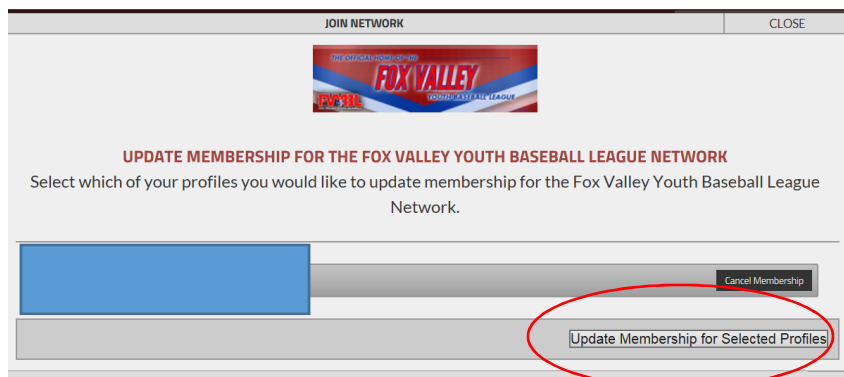 JOIN NETWORK
CLOSE
THE OFFICIAL HOME OF THE
FOX VALLEY
YOUTH BASEBALL LEAGUE
UPDATE MEMBERSHIP FOR THE FOX VALLEY YOUTH BASEBALL LEAGUE NETWORK
Select which of your profiles you would like to update membership for the Fox Valley Youth Baseball League
Network.
Cancel Membership
Update Membership for Selected Profiles